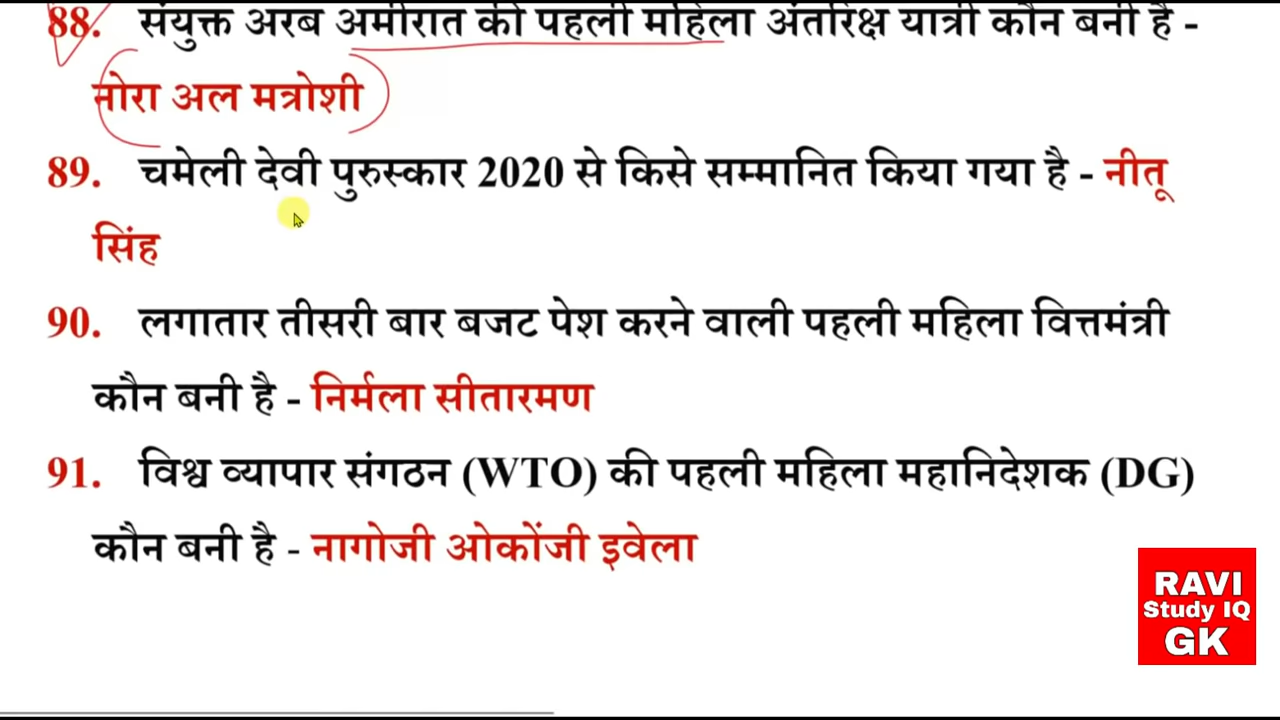 88. संयुक्त अरब अमीरात की पहली महिला अंतरिक्ष यात्री कौन बनी है -
नोरा अल मत्रोशी
89. चमेली देवी पुरुस्कार 2020 से किसे सम्मानित किया गया है - नीतू
सिंह
90. लगातार तीसरी बार बजट पेश करने वाली पहली महिला वित्तमंत्री
कौन बनी है - निर्मला सीतारमण
91. विश्व व्यापार संगठन (WTO) की पहली महिला महानिदेशक (DG)
कौन बनी है - नागोजी ओकोंजी इवेला
RAVI
Study IQ
GK